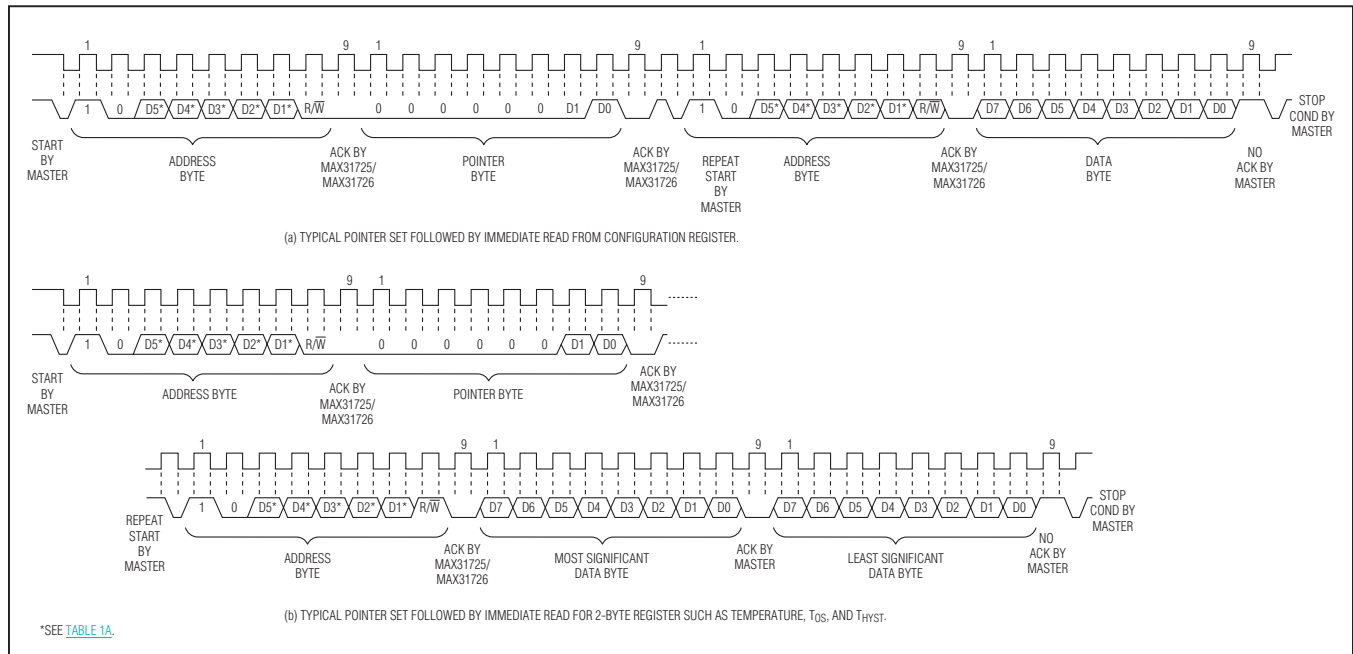 1 9 1 9 1 9 1 9
1 0 D5* D4* D3* D2* D1* R/W̅ 0 0 0 0 0 0 D1 D0 1 0 D5* D4* D3* D2* D1* R/W̅ D7 D6 D5 D4 D3 D2 D1 D0
START
BY
MASTER
ADDRESS
BYTE
ACK BY
MAX31725/
MAX31726
POINTER
BYTE
ACK BY
MAX31725/
MAX31726
REPEAT
START
BY
MASTER
ADDRESS
BYTE
ACK BY
MAX31725/
MAX31726
DATA
BYTE
NO
ACK BY
MASTER
STOP
COND BY
MASTER
(a) TYPICAL POINTER SET FOLLOWED BY IMMEDIATE READ FROM CONFIGURATION REGISTER.
1 9 1 9
1 0 D5* D4* D3* D2* D1* R/W̅ 0 0 0 0 0 0 D1 D0
START
BY
MASTER
ADDRESS BYTE
ACK BY
MAX31725/
MAX31726
POINTER BYTE
ACK BY
MAX31725/
MAX31726
1 9 1 9 1 9
1 0 D5* D4* D3* D2* D1* R/W̅ D7 D6 D5 D4 D3 D2 D1 D0 D7 D6 D5 D4 D3 D2 D1 D0
REPEAT
START
BY
MASTER
ADDRESS
BYTE
ACK BY
MAX31725/
MAX31726
MOST SIGNIFICANT
DATA BYTE
ACK BY
MASTER
LEAST SIGNIFICANT
DATA BYTE
NO
ACK BY
MASTER
STOP
COND BY
MASTER
(b) TYPICAL POINTER SET FOLLOWED BY IMMEDIATE READ FOR 2-BYTE REGISTER SUCH AS TEMPERATURE, TOS, AND THYST.
*SEE TABLE 1A.